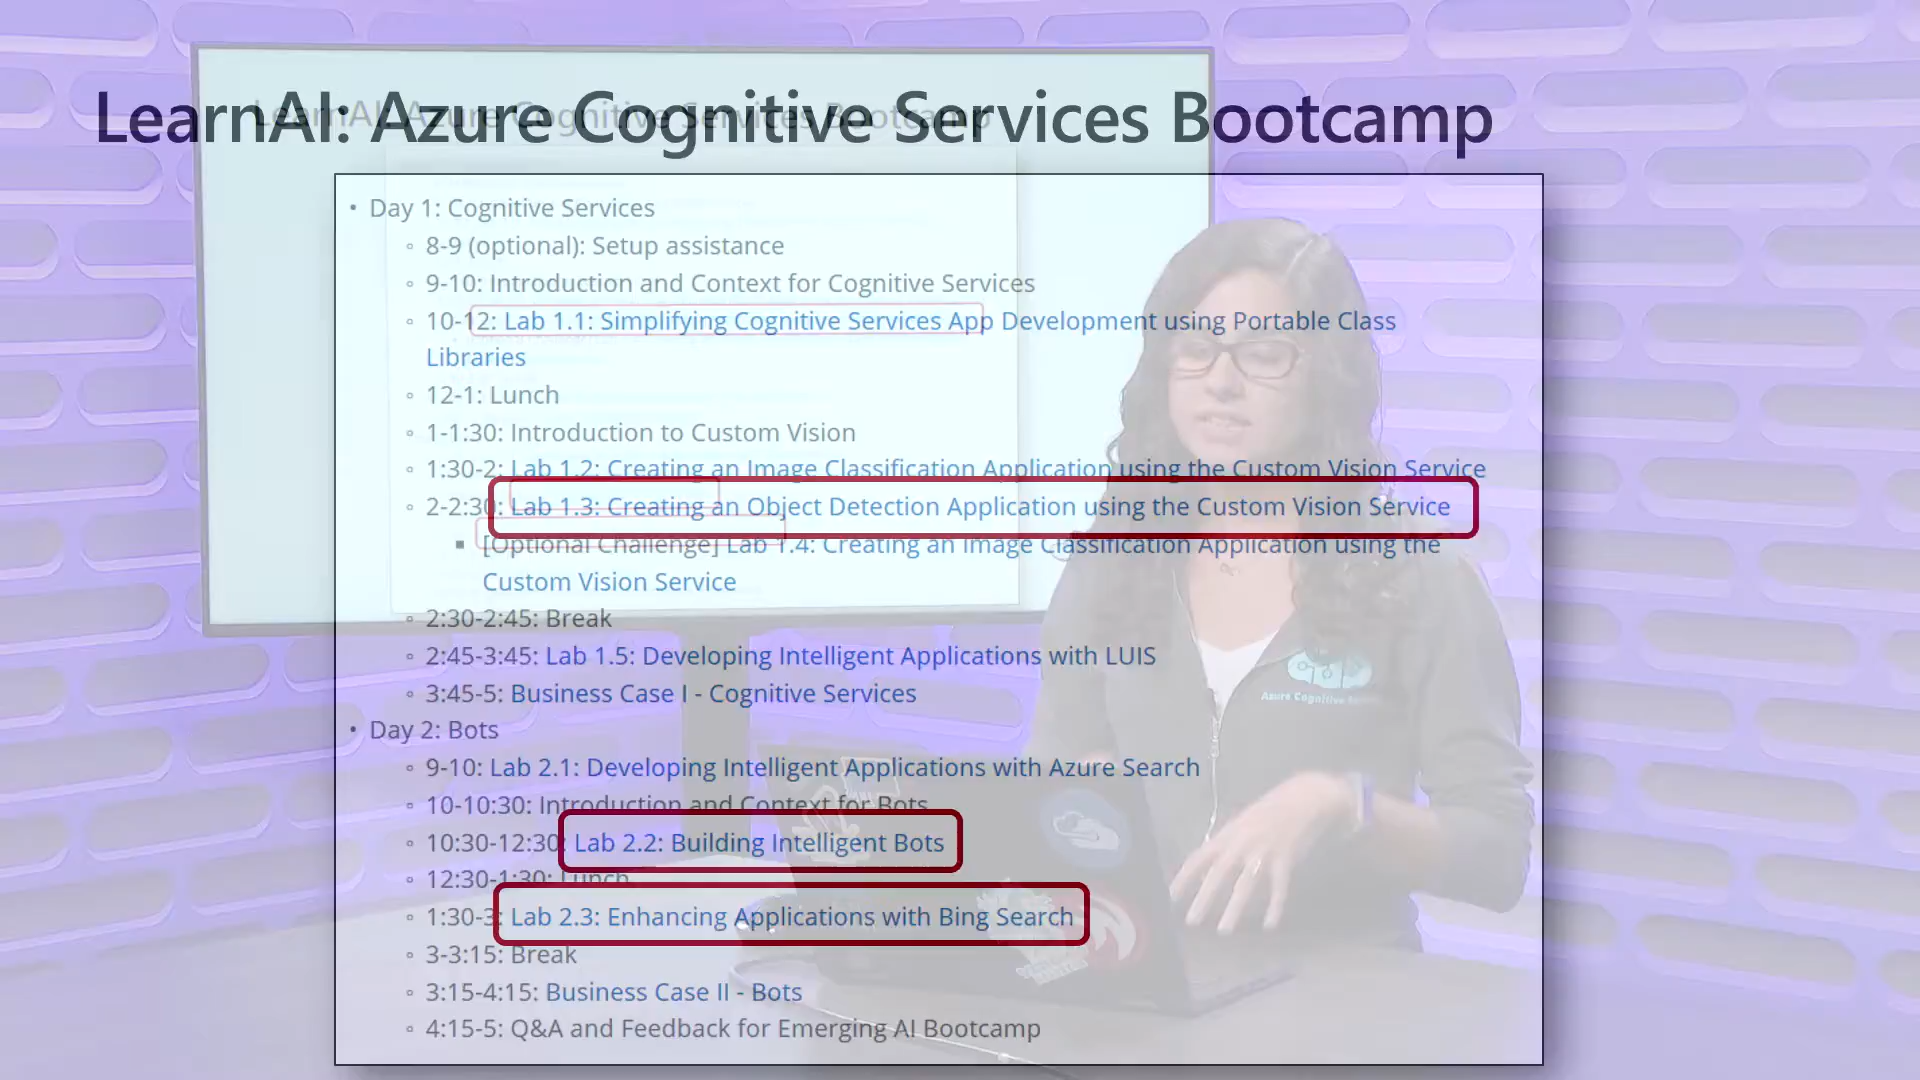 LearnAI: Azure Cognitive Services Bootcamp
• Day 1: Cognitive Services
◦ 8-9 (optional): Setup assistance
◦ 9-10: Introduction and Context for Cognitive Services
◦ 10-12: Lab 1.1: Simplifying Cognitive Services App Development using Portable Class
Libraries
◦ 12-1: Lunch
◦ 1-1:30: Introduction to Custom Vision
◦ 1:30-2: Lab 1.2: Creating an Image Classification Application using the Custom Vision Service
◦ 2-2:30: Lab 1.3: Creating an Object Detection Application using the Custom Vision Service
▪ [Optional Challenge] Lab 1.4: Creating an Image Classification Application using the
Custom Vision Service
◦ 2:30-2:45: Break
◦ 2:45-3:45: Lab 1.5: Developing Intelligent Applications with LUIS
◦ 3:45-5: Business Case I - Cognitive Services
• Day 2: Bots
◦ 9-10: Lab 2.1: Developing Intelligent Applications with Azure Search
◦ 10-10:30: Introduction and Context for Bots
◦ 10:30-12:30: Lab 2.2: Building Intelligent Bots
◦ 12:30-1:30: Lunch
◦ 1:30-3: Lab 2.3: Enhancing Applications with Bing Search
◦ 3-3:15: Break
◦ 3:15-4:15: Business Case II - Bots
◦ 4:15-5: Q&A and Feedback for Emerging AI Bootcamp
LearnAI: Azure Cognitive Services Bootcamp
Azure Cognitive